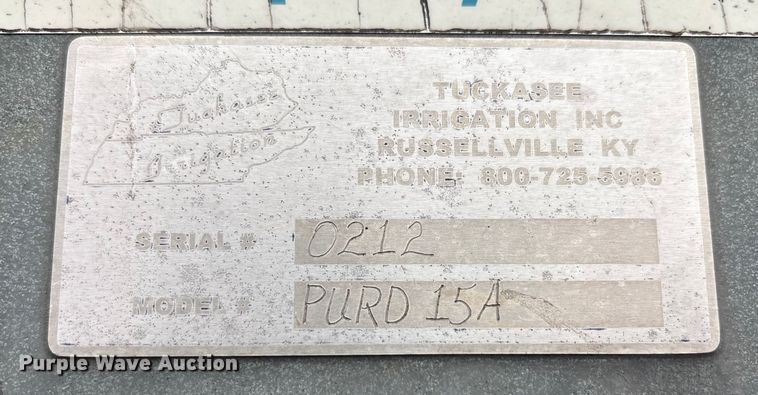 Tuckasee
Irrigation
TUCKASEE
IRRIGATION INC
RUSSELLVILLE KY
PHONE: 800-725-5986
SERIAL # 0212
MODEL # PURD 15A
Purple Wave Auction